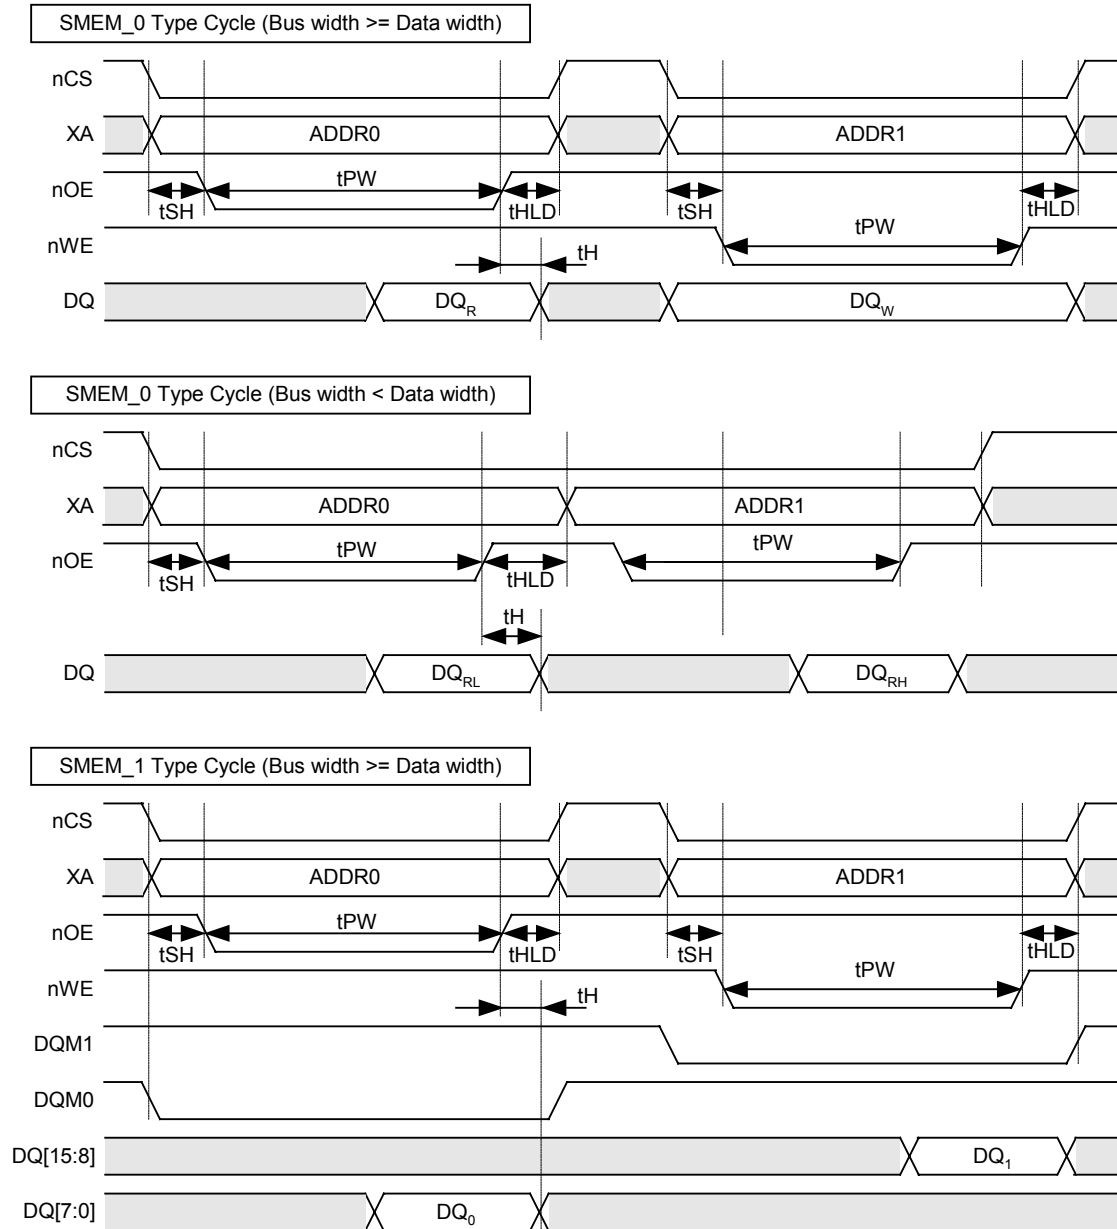 SMEM_0 Type Cycle (Bus width >= Data width)
nCS
XA ADDR0 ADDR1
nOE tPW
tSH tHLD tSH tHLD
nWE tPW
tH
DQ DQR DQW
SMEM_0 Type Cycle (Bus width < Data width)
nCS
XA ADDR0 ADDR1
nOE tPW tPW
tSH tHLD
tH
DQ DQRL DQRH
SMEM_1 Type Cycle (Bus width >= Data width)
nCS
XA ADDR0 ADDR1
nOE tPW
tSH tHLD tSH tHLD
nWE tPW
tH
DQM1
DQM0
DQ[15:8] DQ1
DQ[7:0] DQ0